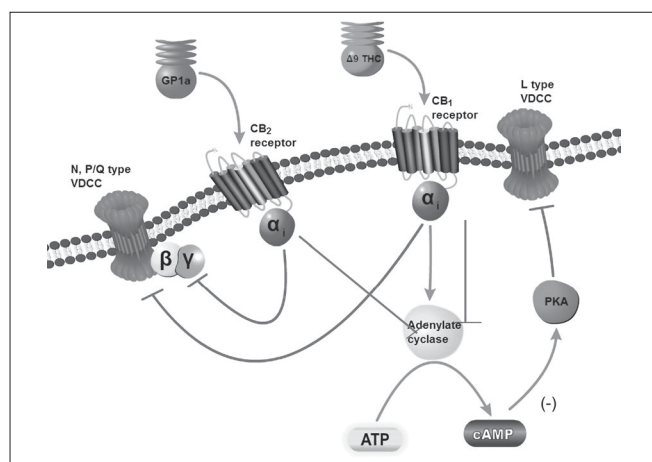 GP1a
Δ9 THC
L type
VDCC
CB1
receptor
CB2
receptor
N, P/Q type
VDCC
αi
αi
β γ
PKA
Adenylate
cyclase
(-)
ATP
cAMP